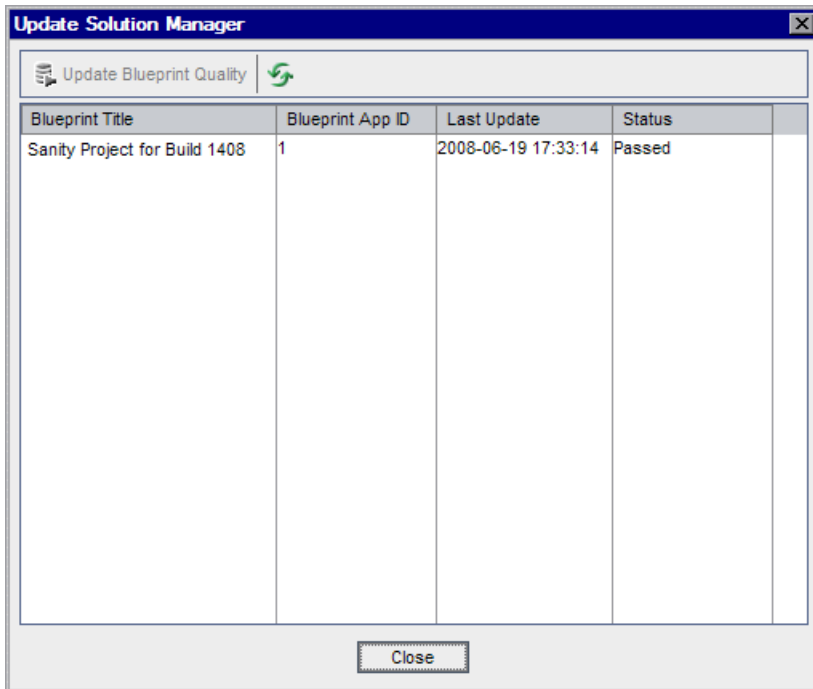 Update Solution Manager
Update Blueprint Quality
Blueprint Title Blueprint App ID Last Update Status
Sanity Project for Build 1408 1 2008-06-19 17:33:14 Passed
Close